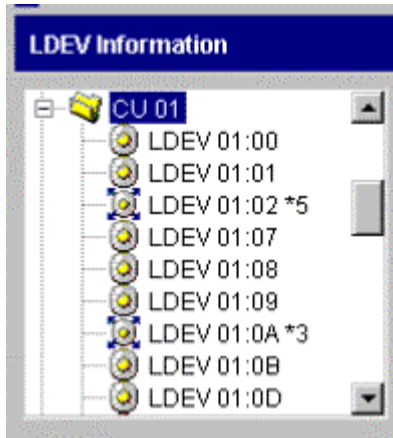 LDEV Information
CU 01
LDEV 01:00
LDEV 01:01
LDEV 01:02 *5
LDEV 01:07
LDEV 01:08
LDEV 01:09
LDEV 01:0A *3
LDEV 01:0B
LDEV 01:0D